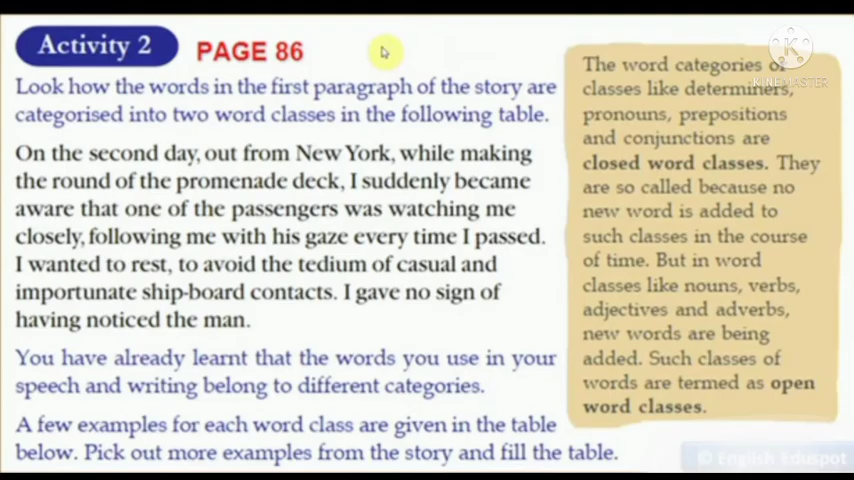 Activity 2
PAGE 86
Look how the words in the first paragraph of the story are
categorised into two word classes in the following table.
On the second day, out from New York, while making
the round of the promenade deck, I suddenly became
aware that one of the passengers was watching me
closely, following me with his gaze every time I passed.
I wanted to rest, to avoid the tedium of casual and
importunate ship-board contacts. I gave no sign of
having noticed the man.
You have already learnt that the words you use in your
speech and writing belong to different categories.
A few examples for each word class are given in the table
below. Pick out more examples from the story and fill the table.
The word categories of
classes like determiners,
pronouns, prepositions
and conjunctions are
closed word classes. They
are so called because no
new word is added to
such classes in the course
of time. But in word
classes like nouns, verbs,
adjectives and adverbs,
new words are being
added. Such classes of
words are termed as open
word classes.
K
KINEMASTER
© English Eduspot